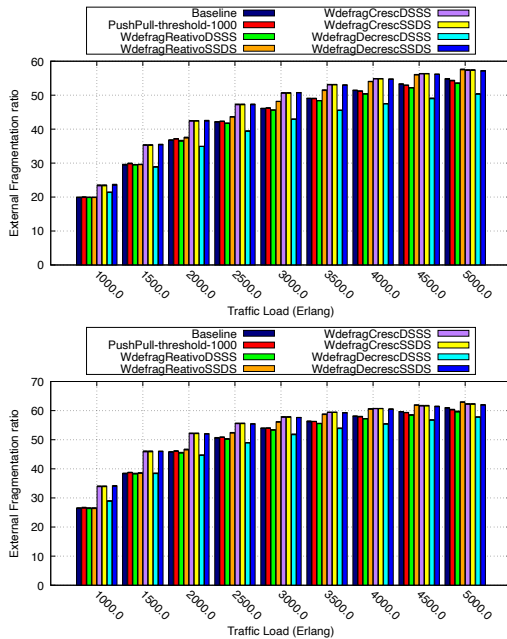 Baseline
PushPull-threshold-1000
WdefragReativoDSSS
WdefragReativoSSDS
WdefragCrescDSSS
WdefragCrescSSDS
WdefragDecrescDSSS
WdefragDecrescSSDS
External Fragmentation ratio
60
50
40
30
20
10
0
1000.0 1500.0 2000.0 2500.0 3000.0 3500.0 4000.0 4500.0 5000.0
Traffic Load (Erlang)
Baseline
PushPull-threshold-1000
WdefragReativoDSSS
WdefragReativoSSDS
WdefragCrescDSSS
WdefragCrescSSDS
WdefragDecrescDSSS
WdefragDecrescSSDS
External Fragmentation ratio
70
60
50
40
30
20
10
0
1000.0 1500.0 2000.0 2500.0 3000.0 3500.0 4000.0 4500.0 5000.0
Traffic Load (Erlang)